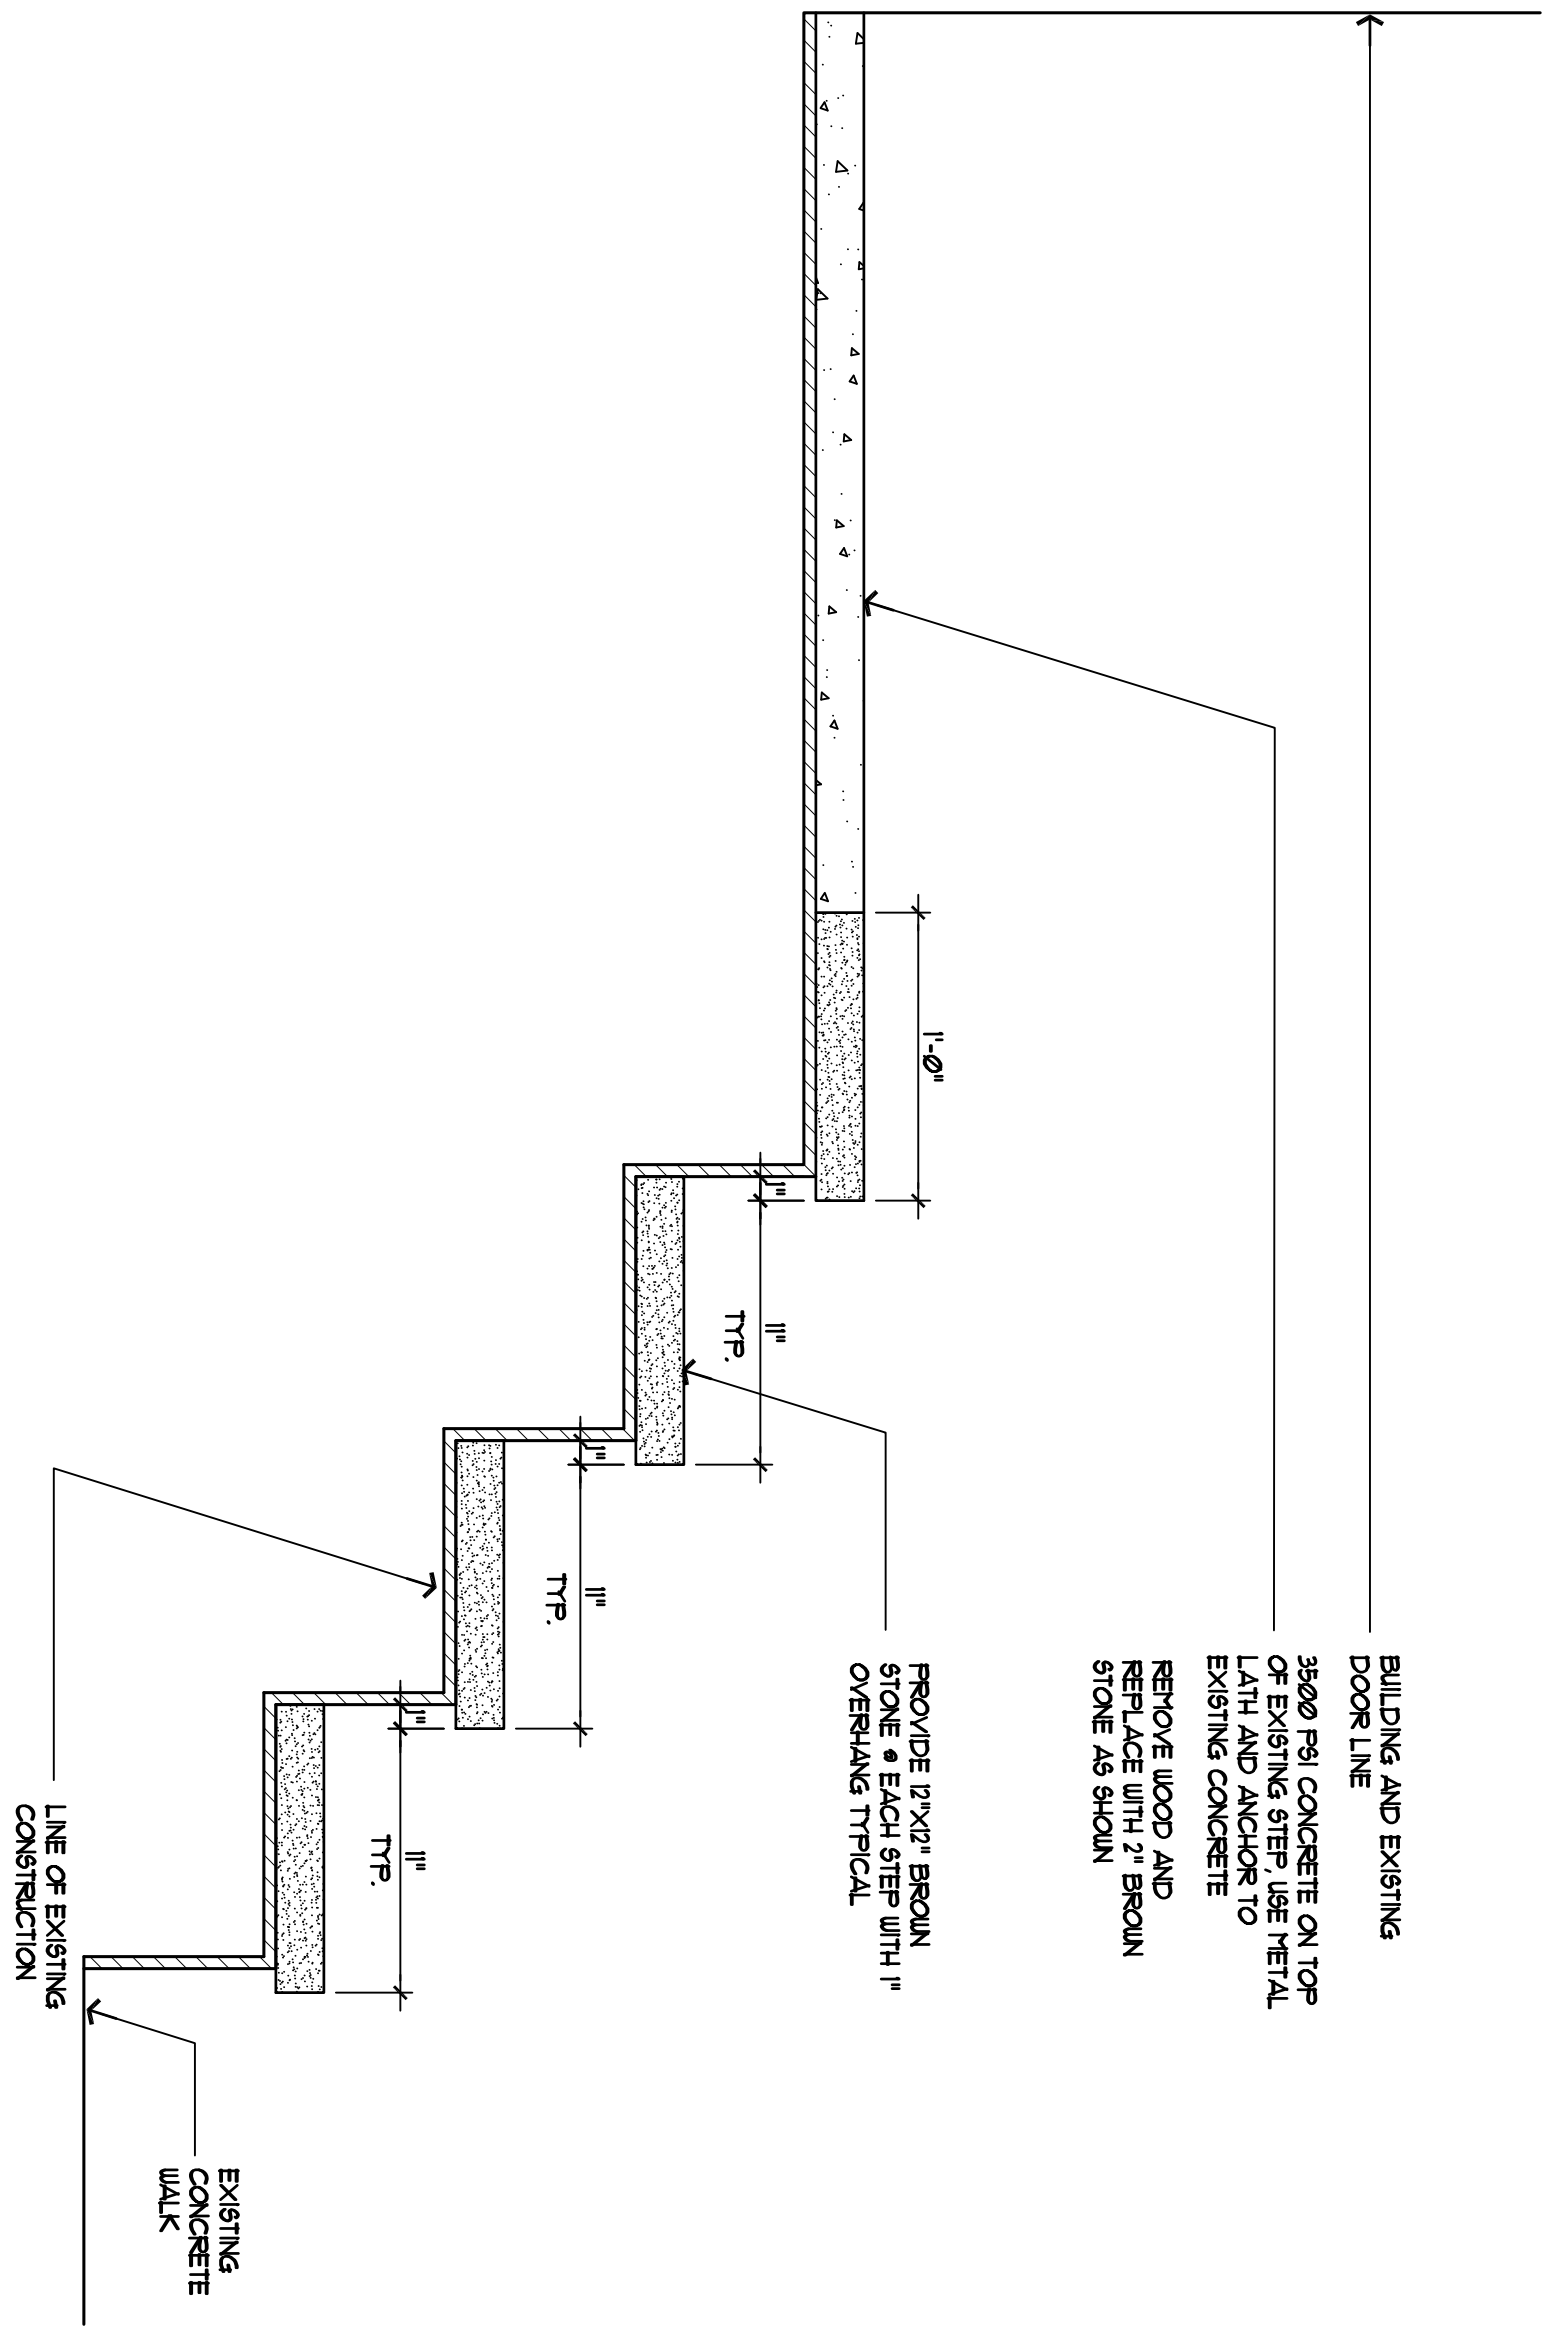 BUILDING AND EXISTING
DOOR LINE
3500 PSI CONCRETE ON TOP
OF EXISTING STEP, USE METAL
LATH AND ANCHOR TO
EXISTING CONCRETE
REMOVE WOOD AND
REPLACE WITH 2" BROWN
STONE AS SHOWN
1'-0"
PROVIDE 12"X12" BROWN
STONE @ EACH STEP WITH 1"
OVERHANG TYPICAL
1"
11"
TYP.
1"
11"
TYP.
1"
11"
TYP.
EXISTING
CONCRETE
WALK
LINE OF EXISTING
CONSTRUCTION